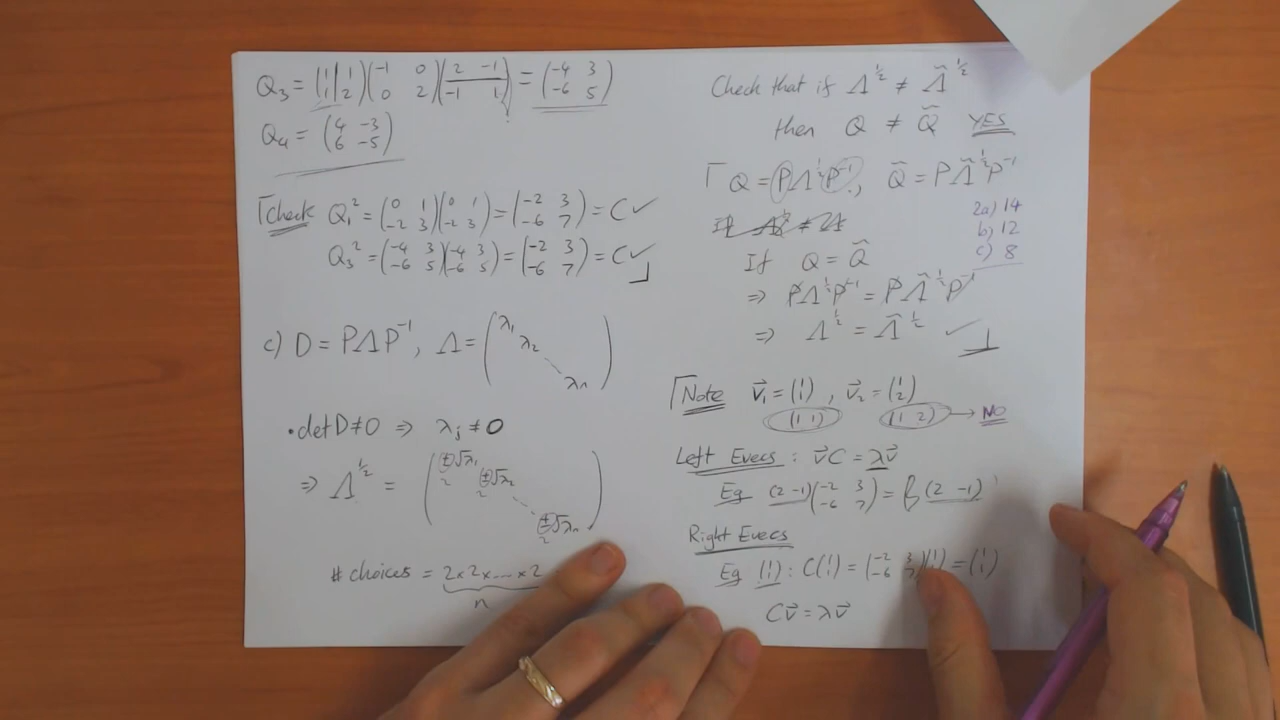 Q₃ = (1 1; 1 2)(-1 0; 0 2)(2 -1; -1 1) = (-4 3; -6 5)
Q₄ = (4 -3; 6 -5)
⌈Check Q₁² = (0 1; -2 3)(0 1; -2 3) = (-2 3; -6 7) = C ✓
Q₃² = (-4 3; -6 5)(-4 3; -6 5) = (-2 3; -6 7) = C ✓ ⌋
c) D = PΛP⁻¹, Λ = (λ₁ λ₂ ⋱ λₙ)
• det D ≠ 0 ⇒ λⱼ ≠ 0
⇒ Λ^½ = (±√λ₁ ±√λ₂ ⋱ ±√λₙ)
2 2 2
# choices = 2×2×...×2
n
Check that if Λ^½ ≠ Λ̃^½
then Q ≠ Q̃ YES
⌈ Q = PΛ^½P⁻¹, Q̃ = PΛ̃^½P⁻¹
2a) 14
b) 12
c) 8
If Q = Q̃
⇒ PΛ^½P⁻¹ = PΛ̃^½P⁻¹
⇒ Λ^½ = Λ̃^½ ✓ ⌋
⌈Note v⃗₁ = (1; 1), v⃗₂ = (1; 2)
(1 1) (1 2) → NO
Left Evecs : v⃗C = λv⃗
Eg (2 -1)(-2 3; -6 7) = (2 -1)
Right Evecs
Eg (1; 1) : C(1; 1) = (-2 3; -6 7)(1; 1) = (1; 1)
Cv⃗ = λv⃗